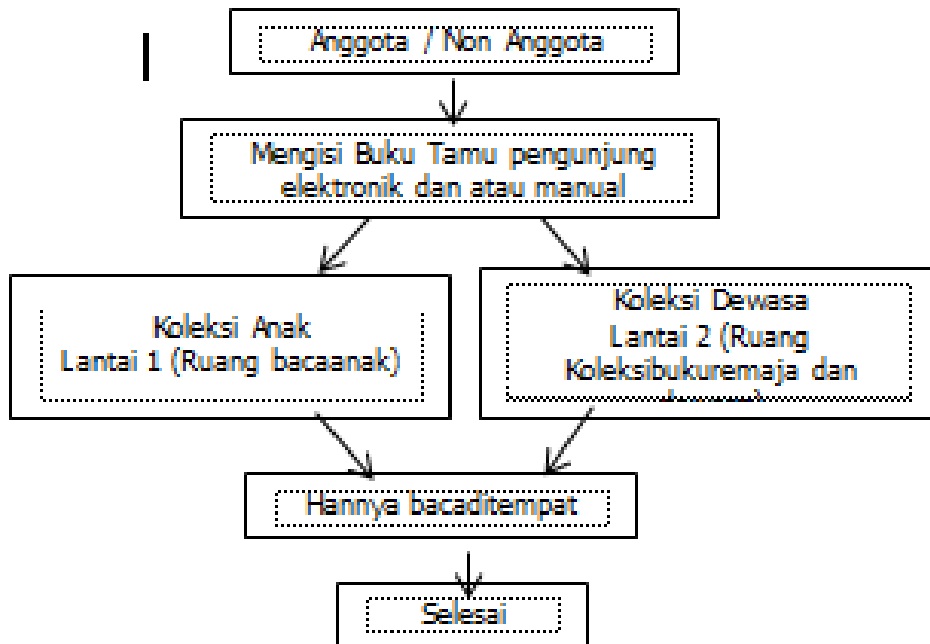 Anggota / Non Anggota
Mengisi Buku Tamu pengunjung
elektronik dan atau manual
Koleksi Anak
Lantai 1 (Ruang bacaanak)
Koleksi Dewasa
Lantai 2 (Ruang
Koleksibukuremaja dan
Hannya bacaditempat
Selesai